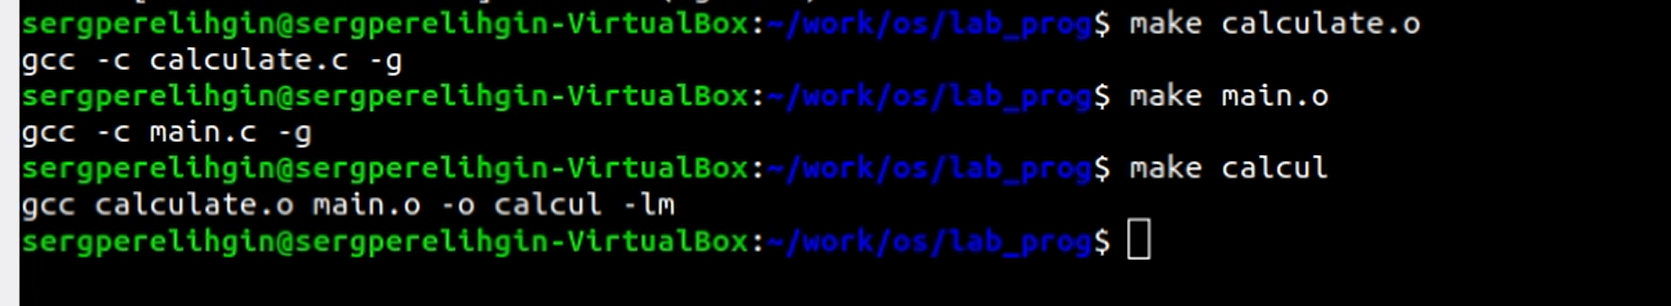 sergperelihgin@sergperelihgin-VirtualBox:~/work/os/lab_prog$ make calculate.o
gcc -c calculate.c -g
sergperelihgin@sergperelihgin-VirtualBox:~/work/os/lab_prog$ make main.o
gcc -c main.c -g
sergperelihgin@sergperelihgin-VirtualBox:~/work/os/lab_prog$ make calcul
gcc calculate.o main.o -o calcul -lm
sergperelihgin@sergperelihgin-VirtualBox:~/work/os/lab_prog$